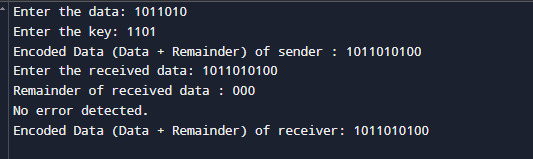 Enter the data: 1011010
Enter the key: 1101
Encoded Data (Data + Remainder) of sender : 1011010100
Enter the received data: 1011010100
Remainder of received data : 000
No error detected.
Encoded Data (Data + Remainder) of receiver: 1011010100